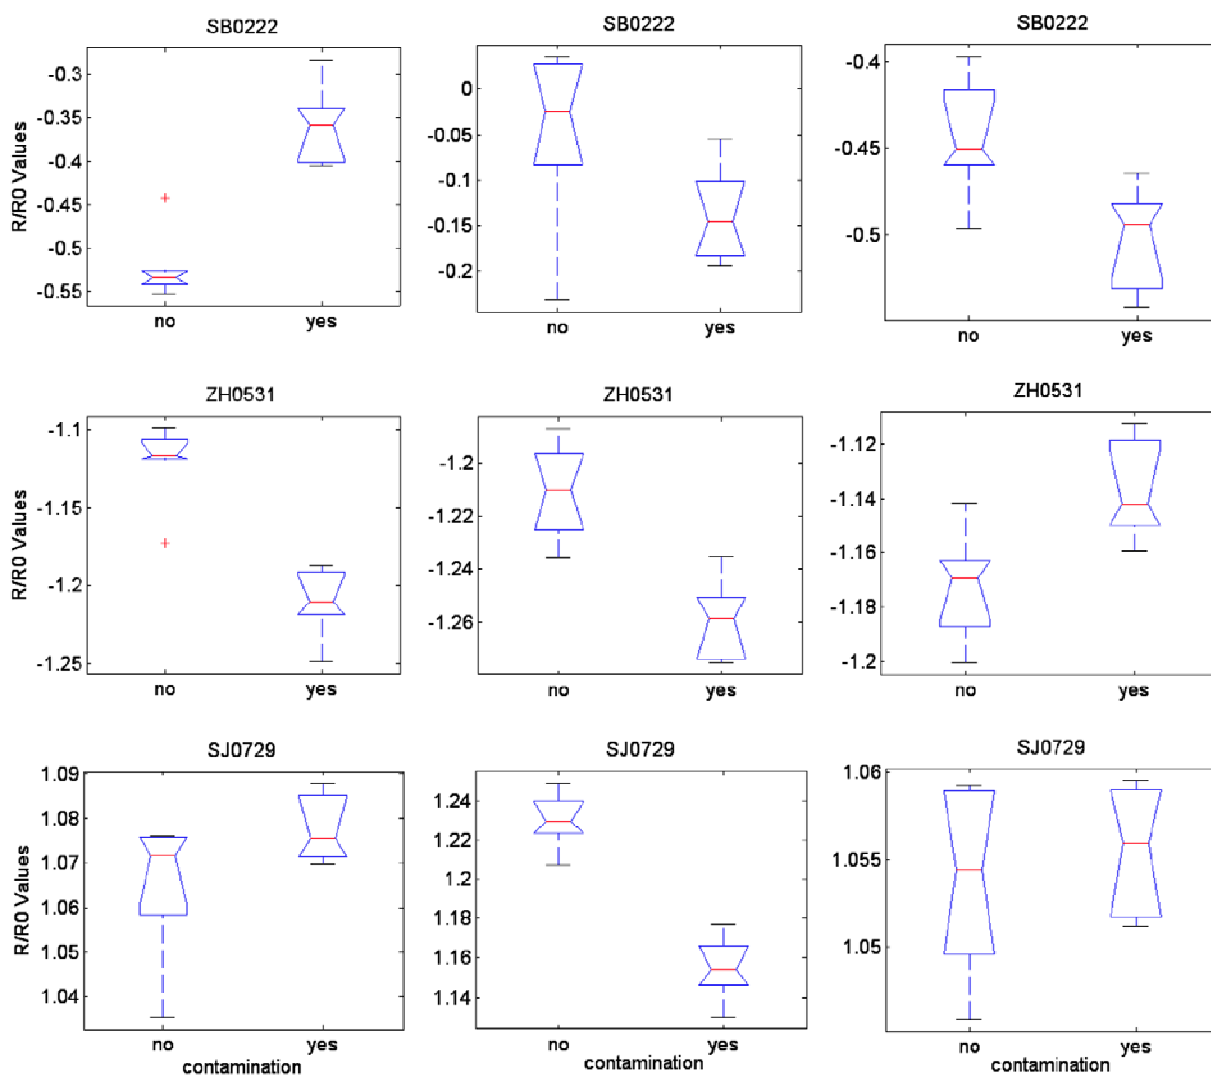 SB0222
SB0222
SB0222
R/R0 Values
-0.3
-0.35
-0.4
-0.45
-0.5
-0.55
no
yes
0
-0.05
-0.1
-0.15
-0.2
no
yes
-0.4
-0.45
-0.5
no
yes
ZH0531
ZH0531
ZH0531
R/R0 Values
-1.1
-1.15
-1.2
-1.25
no
yes
-1.2
-1.22
-1.24
-1.26
no
yes
-1.12
-1.14
-1.16
-1.18
-1.2
no
yes
SJ0729
SJ0729
SJ0729
R/R0 Values
1.09
1.08
1.07
1.06
1.05
1.04
no
yes
contamination
1.24
1.22
1.2
1.18
1.16
1.14
no
yes
contamination
1.06
1.055
1.05
no
yes
contamination